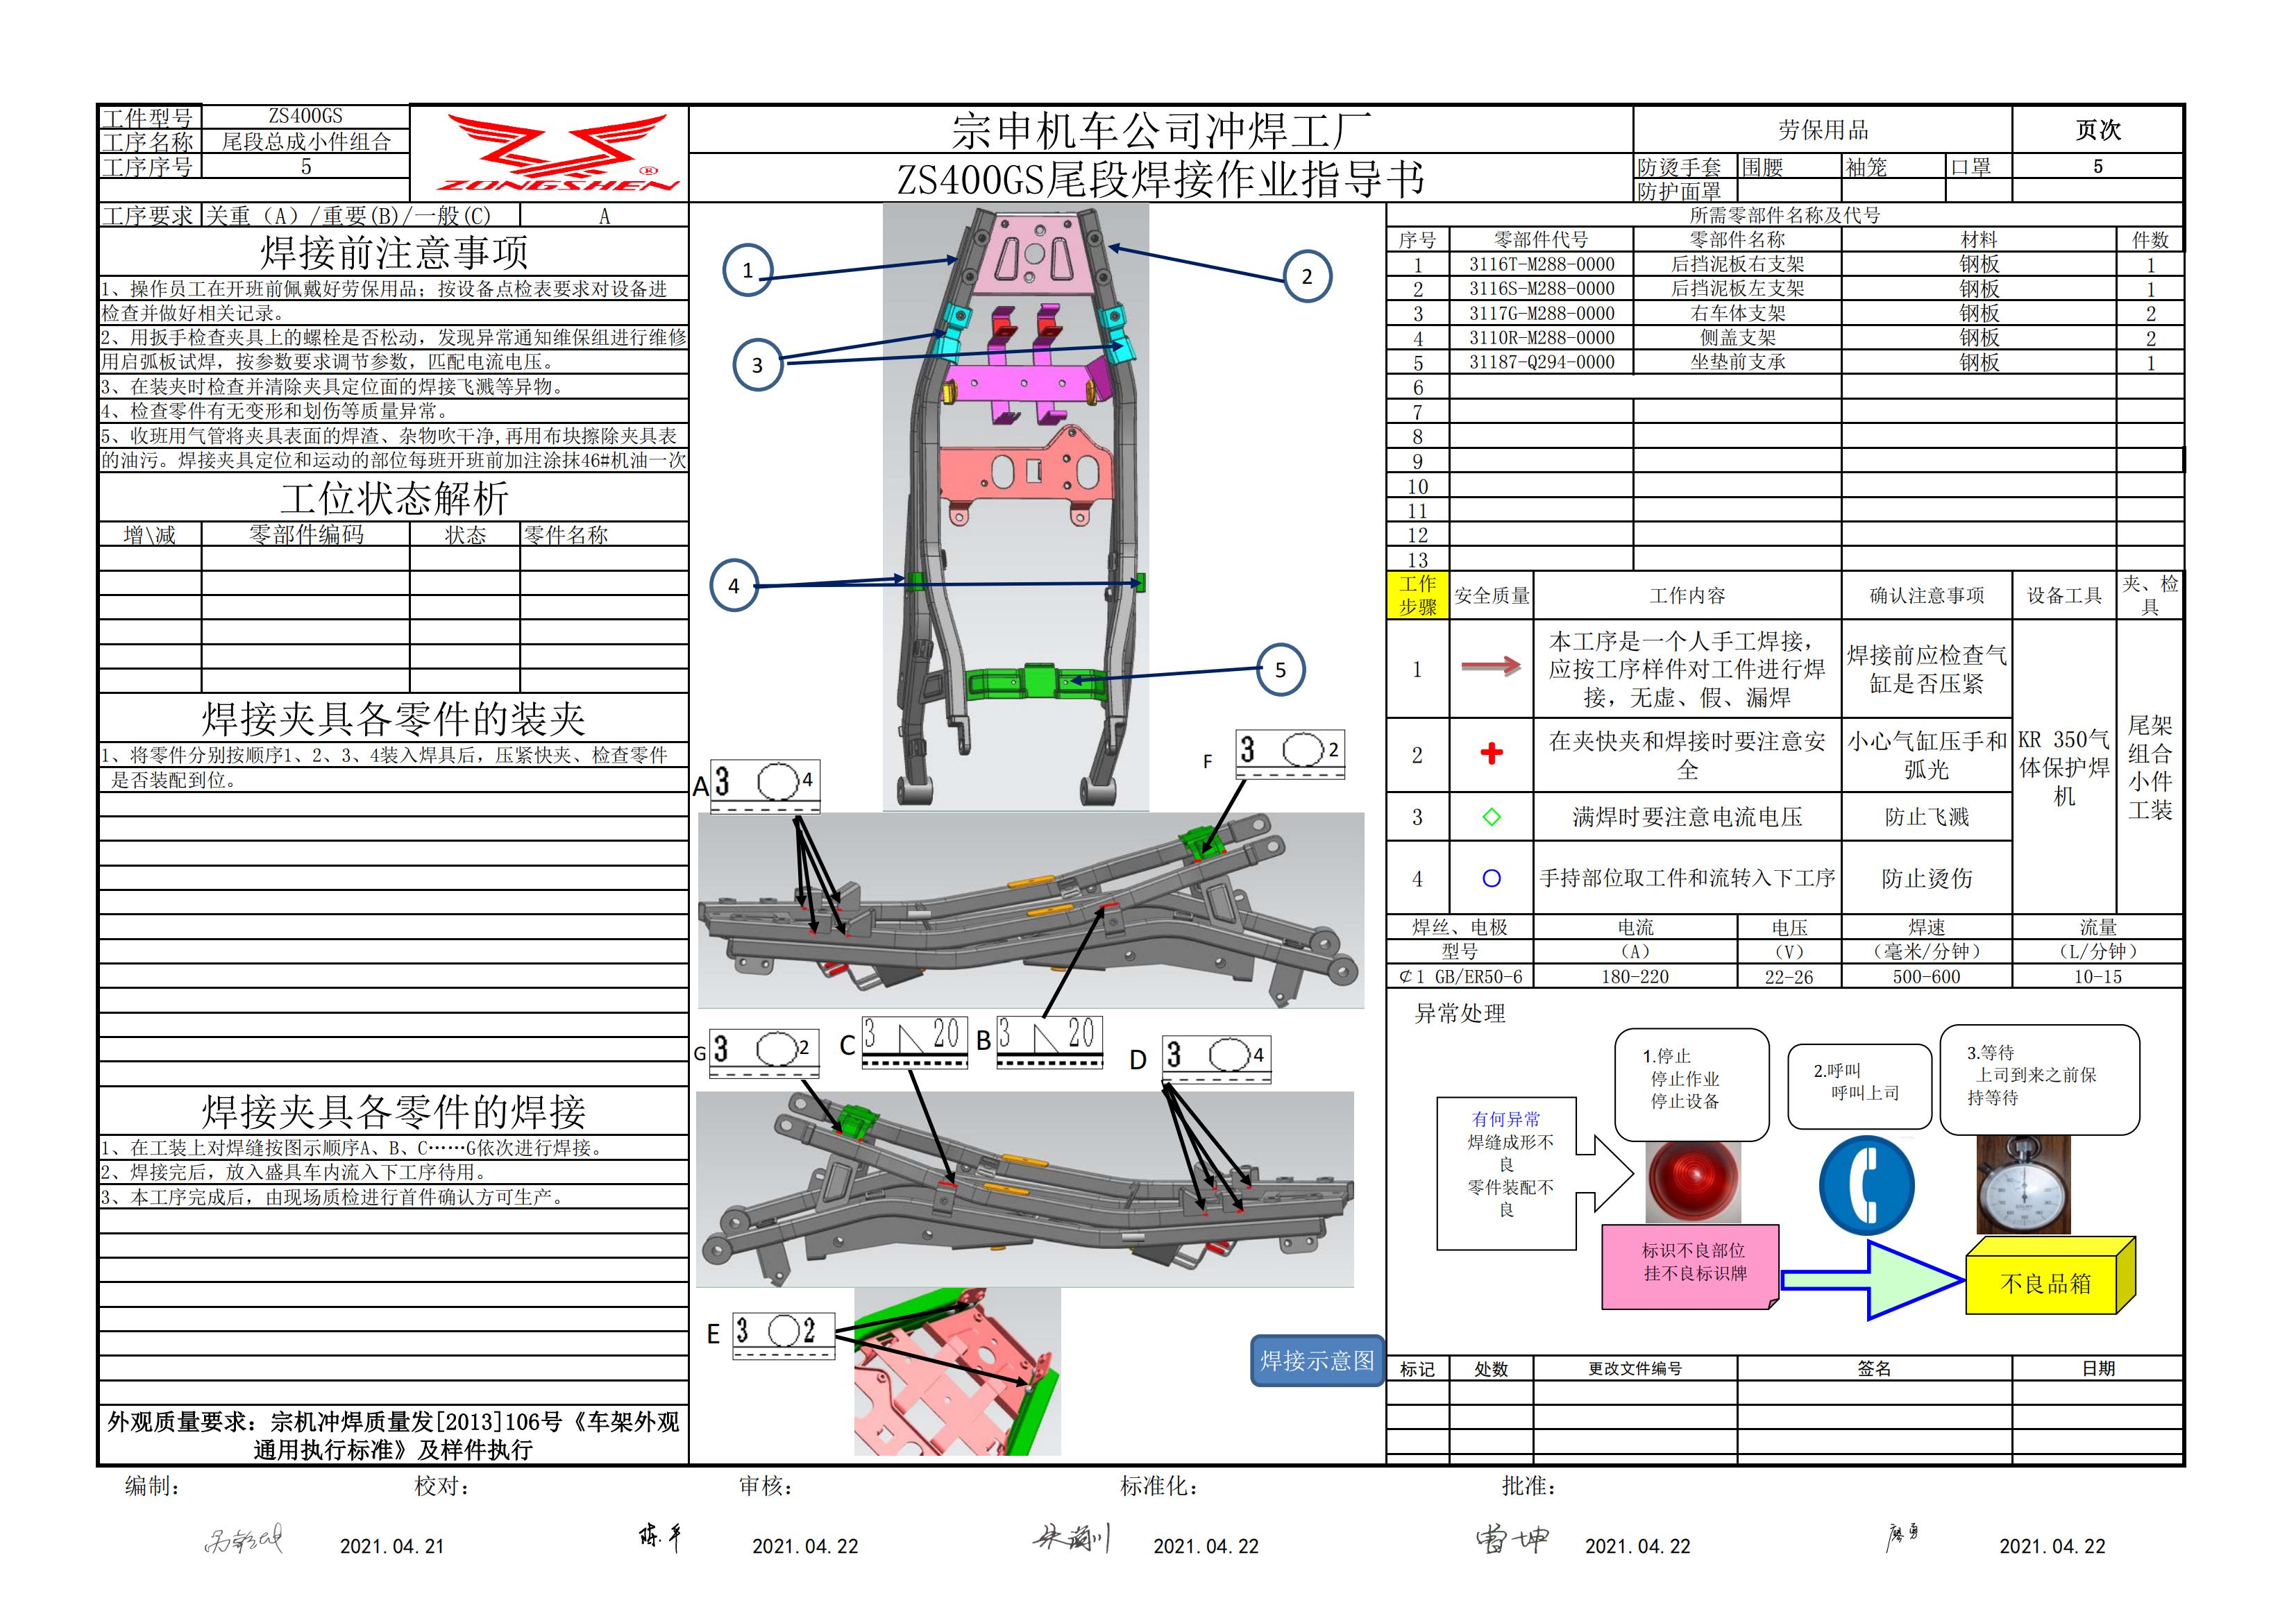 工件型号 ZS400GS
工序名称 尾段总成小件组合
工序序号 5
ZONGSHEN ®
宗申机车公司冲焊工厂
ZS400GS尾段焊接作业指导书
劳保用品 页次
防烫手套 围腰 袖笼 口罩 5
防护面罩
工序要求 关重（A）/重要(B)/一般(C) A
焊接前注意事项
1、操作员工在开班前佩戴好劳保用品；按设备点检表要求对设备进
检查并做好相关记录。
2、用扳手检查夹具上的螺栓是否松动，发现异常通知维保组进行维修
用启弧板试焊，按参数要求调节参数，匹配电流电压。
3、在装夹时检查并清除夹具定位面的焊接飞溅等异物。
4、检查零件有无变形和划伤等质量异常。
5、收班用气管将夹具表面的焊渣、杂物吹干净,再用布块擦除夹具表
的油污。焊接夹具定位和运动的部位每班开班前加注涂抹46#机油一次
工位状态解析
增\减 零部件编码 状态 零件名称
焊接夹具各零件的装夹
1、将零件分别按顺序1、2、3、4装入焊具后，压紧快夹、检查零件
是否装配到位。
焊接夹具各零件的焊接
1、在工装上对焊缝按图示顺序A、B、C……G依次进行焊接。
2、焊接完后，放入盛具车内流入下工序待用。
3、本工序完成后，由现场质检进行首件确认方可生产。
外观质量要求：宗机冲焊质量发[2013]106号《车架外观
通用执行标准》及样件执行
1
2
3
4
5
F 3 2
A 3 4
G 3 2
C 3 20
B 3 20
D 3 4
E 3 2
焊接示意图
所需零部件名称及代号
序号 零部件代号 零部件名称 材料 件数
1 3116T-M288-0000 后挡泥板右支架 钢板 1
2 3116S-M288-0000 后挡泥板左支架 钢板 1
3 3117G-M288-0000 右车体支架 钢板 2
4 3110R-M288-0000 侧盖支架 钢板 2
5 31187-Q294-0000 坐垫前支承 钢板 1
6
7
8
9
10
11
12
13
工作步骤 安全质量 工作内容 确认注意事项 设备工具 夹、检具
1 本工序是一个人手工焊接，
应按工序样件对工件进行焊
接，无虚、假、漏焊
焊接前应检查气
缸是否压紧
2 在夹快夹和焊接时要注意安
全
小心气缸压手和
弧光
3 满焊时要注意电流电压 防止飞溅
4 手持部位取工件和流转入下工序 防止烫伤
KR 350气
体保护焊
机
尾架
组合
小件
工装
焊丝、电极 电流 电压 焊速 流量
型号 （A） （V） （毫米/分钟） （L/分钟）
￠1 GB/ER50-6 180-220 22-26 500-600 10-15
异常处理
有何异常
焊缝成形不
良
零件装配不
良
1.停止
停止作业
停止设备
2.呼叫
呼叫上司
3.等待
上司到来之前保
持等待
标识不良部位
挂不良标识牌
不良品箱
标记 处数 更改文件编号 签名 日期
编制： 校对： 审核： 标准化： 批准：
2021.04.21 陈平 2021.04.22 2021.04.22 雷坤 2021.04.22 廖勇 2021.04.22